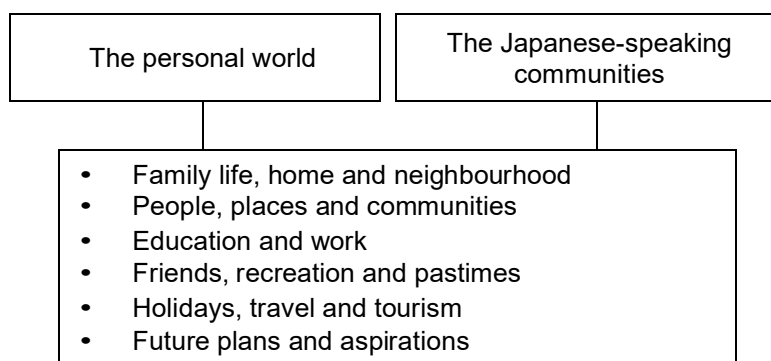 The personal world
The Japanese-speaking
communities
• Family life, home and neighbourhood
• People, places and communities
• Education and work
• Friends, recreation and pastimes
• Holidays, travel and tourism
• Future plans and aspirations